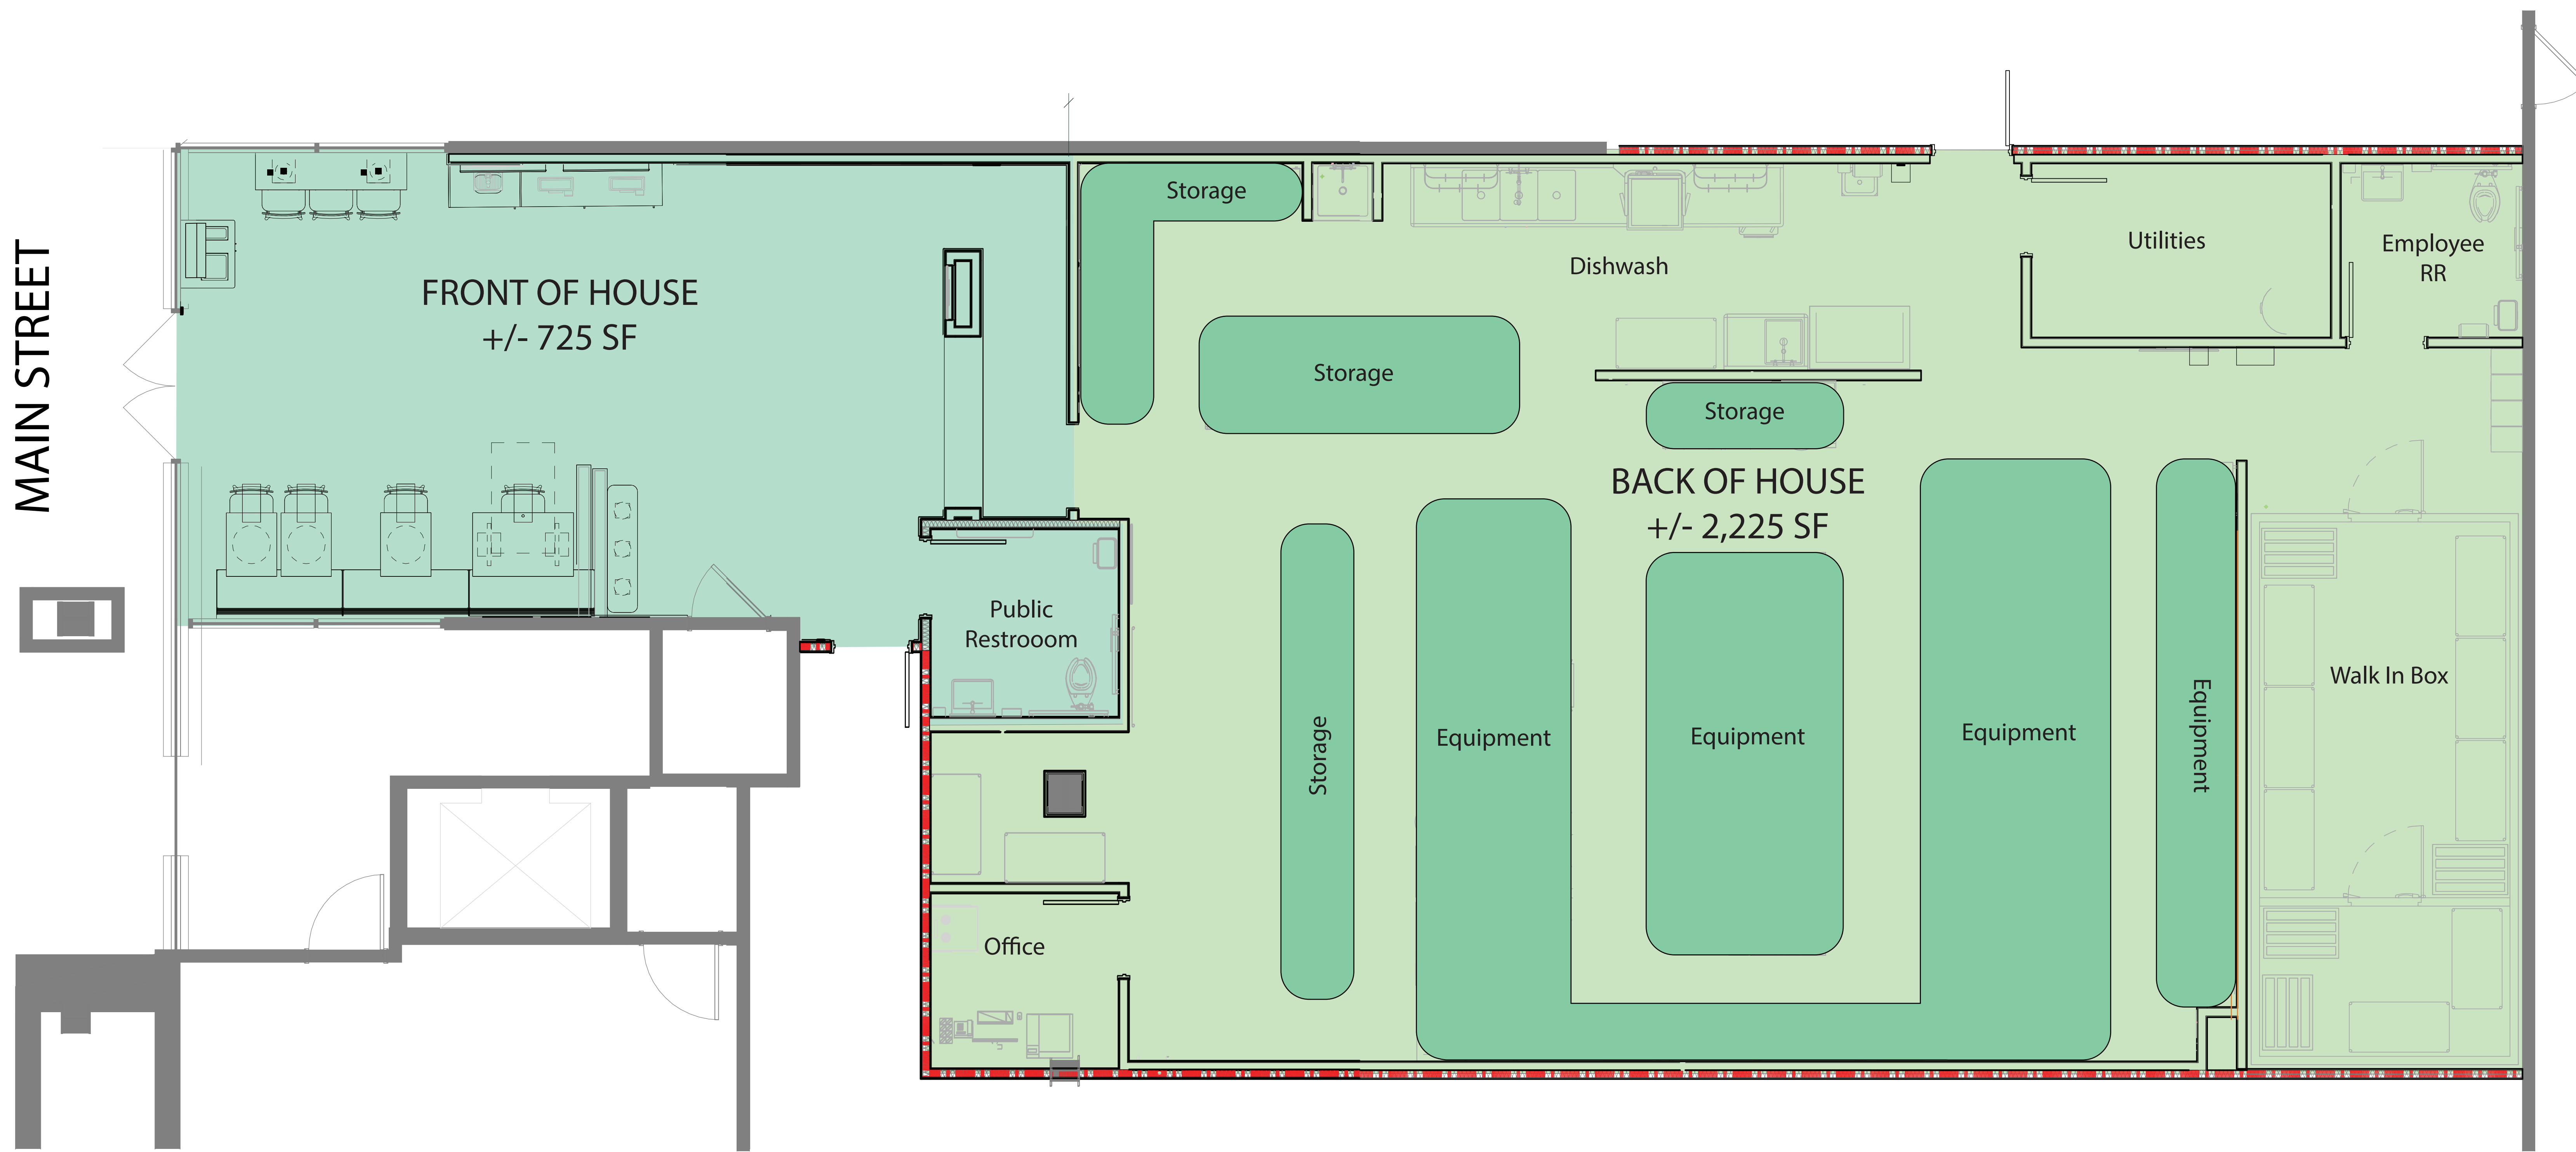 MAIN STREET
FRONT OF HOUSE
+/- 725 SF
Public
Restrooom
Office
Storage
Storage
Storage
Storage
Dishwash
BACK OF HOUSE
+/- 2,225 SF
Equipment
Equipment
Equipment
Equipment
Utilities
Employee
RR
Walk In Box